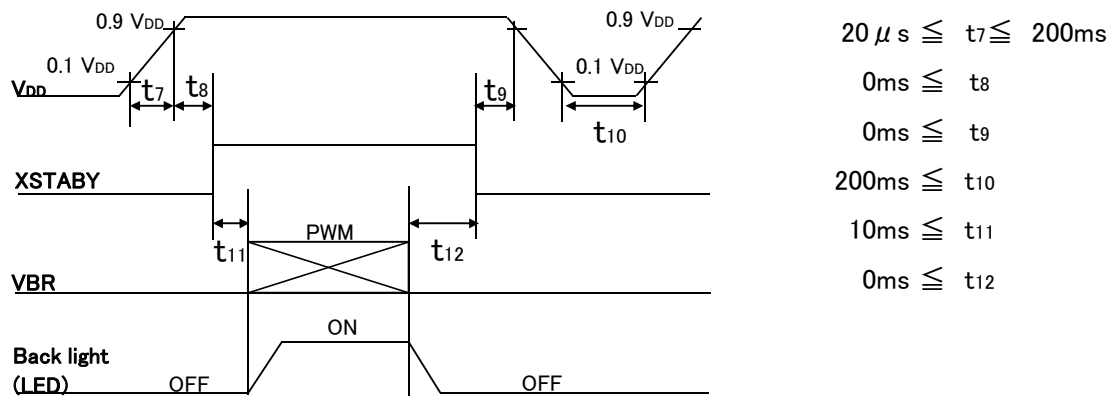 0.9 VDD
0.9 VDD
20 μs ≦ t7≦ 200ms
0.1 VDD
0.1 VDD
VDD
t7
t8
t9
0ms ≦ t8
t10
0ms ≦ t9
XSTABY
200ms ≦ t10
t11
PWM
t12
10ms ≦ t11
VBR
0ms ≦ t12
ON
Back light
(LED)
OFF
OFF